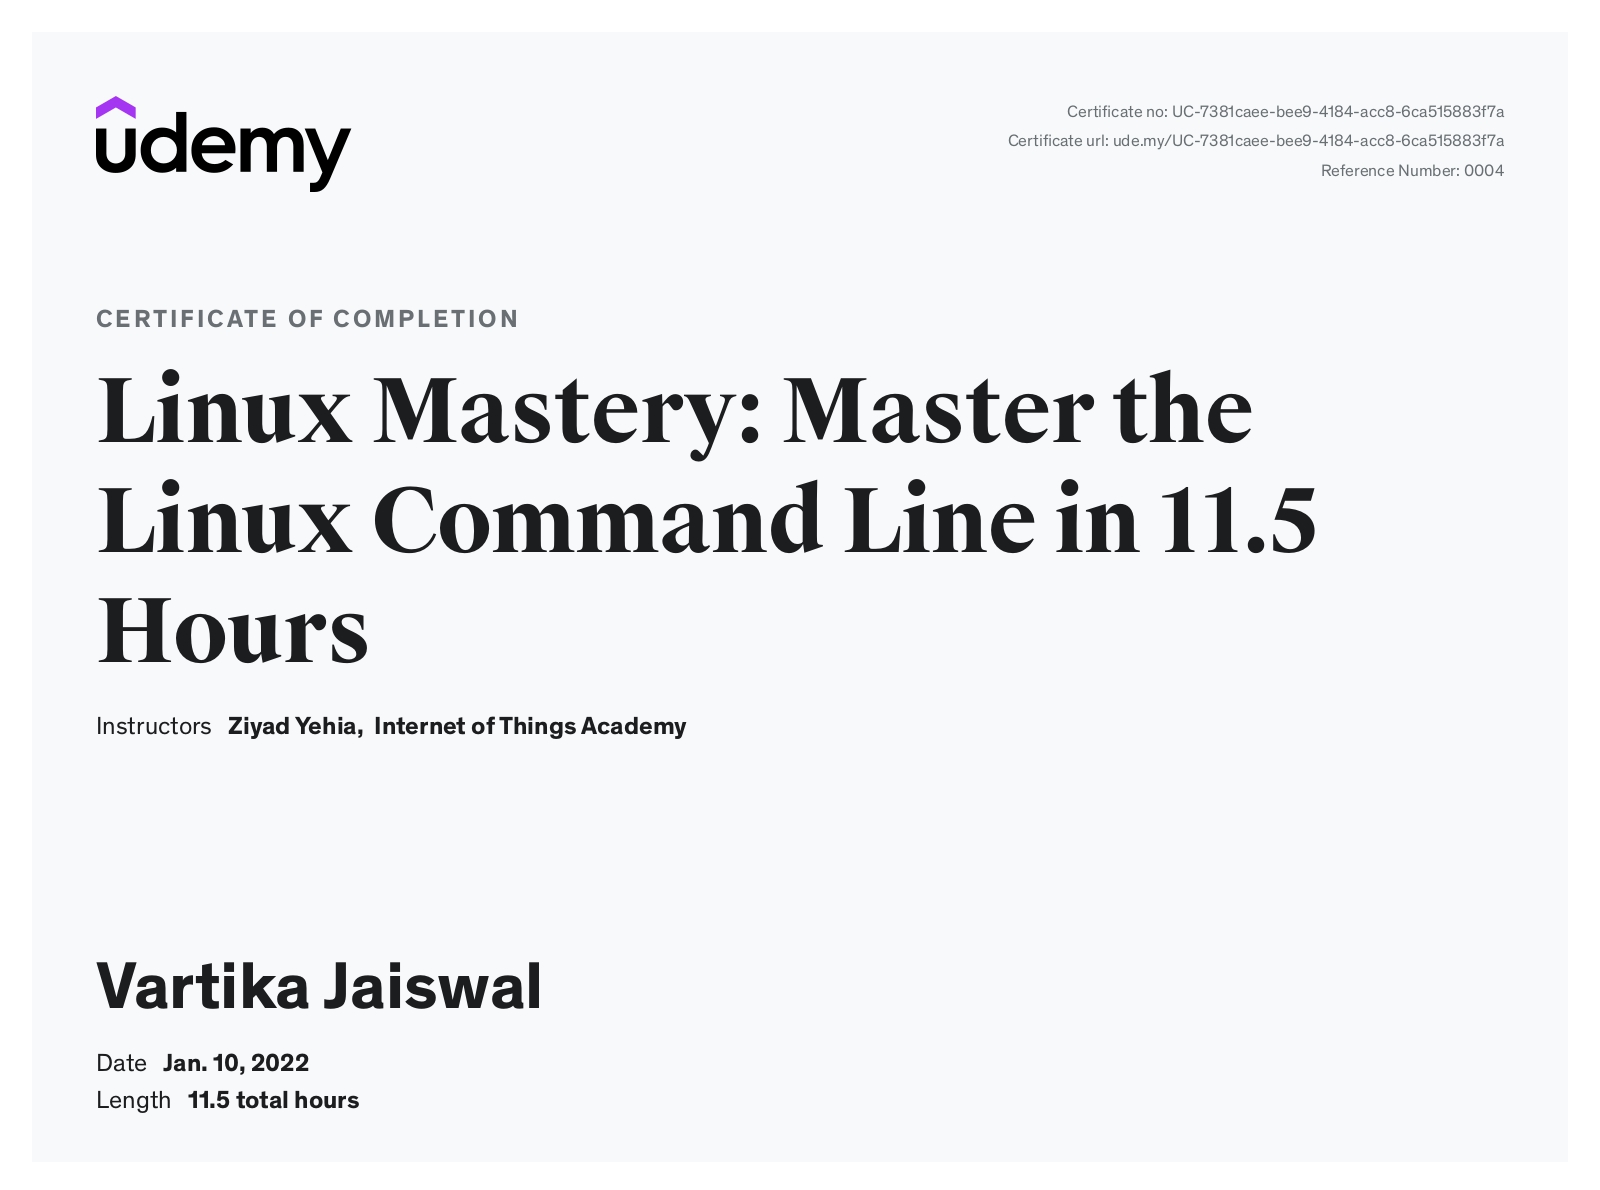 udemy
Certificate no: UC-7381caee-bee9-4184-acc8-6ca515883f7a
Certificate url: ude.my/UC-7381caee-bee9-4184-acc8-6ca515883f7a
Reference Number: 0004
CERTIFICATE OF COMPLETION
Linux Mastery: Master the
Linux Command Line in 11.5
Hours
Instructors Ziyad Yehia, Internet of Things Academy
Vartika Jaiswal
Date Jan. 10, 2022
Length 11.5 total hours